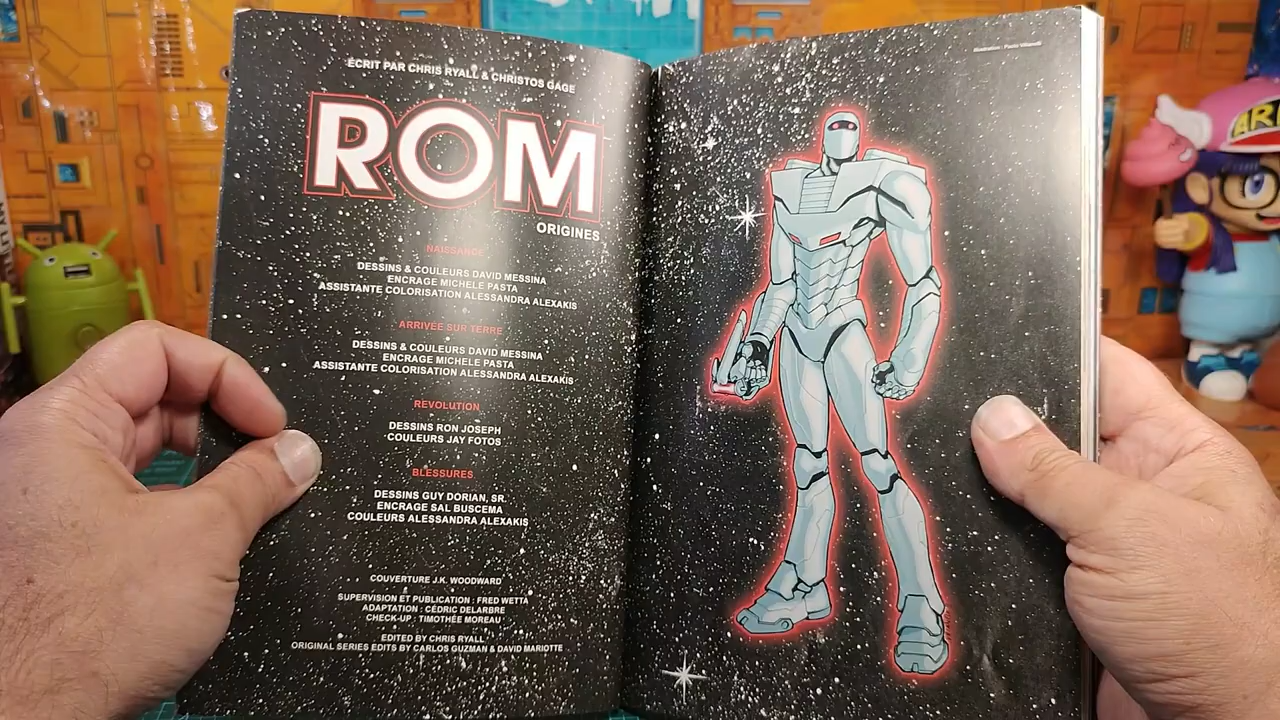 ÉCRIT PAR CHRIS RYALL & CHRISTOS GAGE
ROM
ORIGINES
NAISSANCE
DESSINS & COULEURS DAVID MESSINA
ENCRAGE MICHELE PASTA
ASSISTANTE COLORISATION ALESSANDRA ALEXAKIS
ARRIVÉE SUR TERRE
DESSINS & COULEURS DAVID MESSINA
ENCRAGE MICHELE PASTA
ASSISTANTE COLORISATION ALESSANDRA ALEXAKIS
REVOLUTION
DESSINS RON JOSEPH
COULEURS JAY FOTOS
BLESSURES
DESSINS GUY DORIAN, SR.
ENCRAGE SAL BUSCEMA
COULEURS ALESSANDRA ALEXAKIS
COUVERTURE J.K. WOODWARD
SUPERVISION ET PUBLICATION : FRED WETTA
ADAPTATION : CÉDRIC DELARBRE
CHECK-UP : TIMOTHÉE MOREAU
EDITED BY CHRIS RYALL
ORIGINAL SERIES EDITS BY CARLOS GUZMAN & DAVID MARIOTTE
Illustration : Paolo
AR